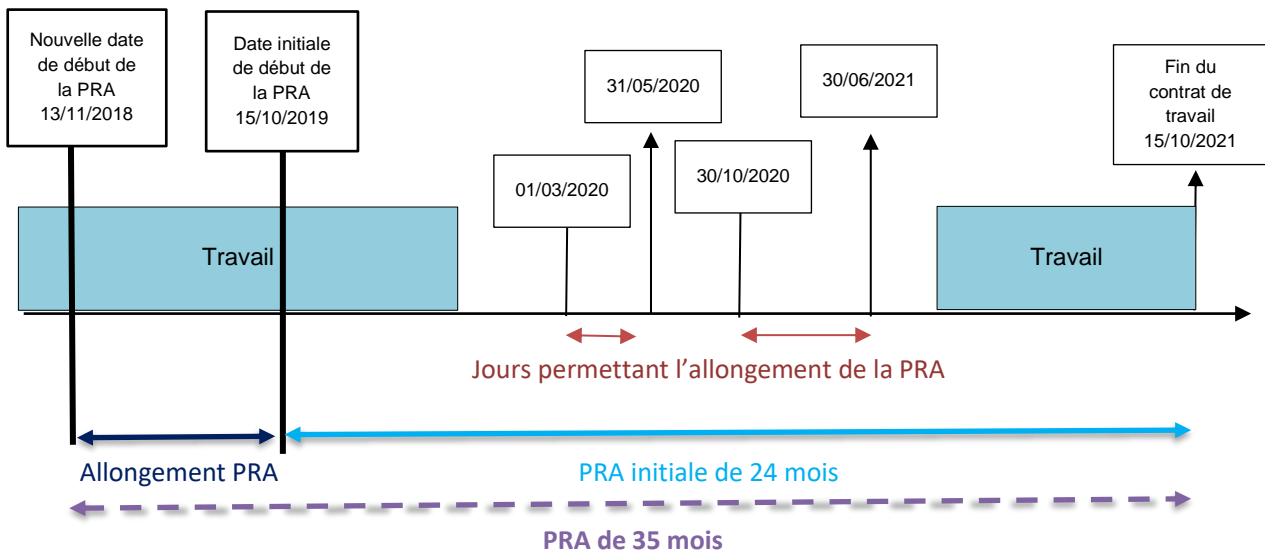 Nouvelle date
de début de
la PRA
13/11/2018
Date initiale
de début de
la PRA
15/10/2019
31/05/2020
30/06/2021
Fin du
contrat de
travail
15/10/2021
01/03/2020
30/10/2020
Travail
Travail
Jours permettant l’allongement de la PRA
Allongement PRA
PRA initiale de 24 mois
PRA de 35 mois